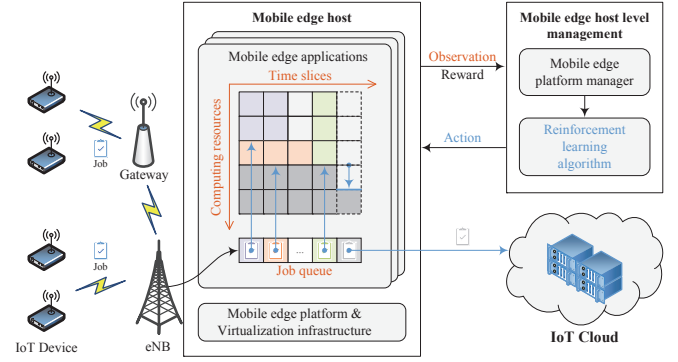 Mobile edge host
Mobile edge applications
Time slices
Computing resources
...
Job queue
Mobile edge platform &
Virtualization infrastructure
Observation
Reward
Action
Mobile edge host level
management
Mobile edge
platform manager
Reinforcement
learning
algorithm
Job
Gateway
Job
IoT Device
eNB
IoT Cloud